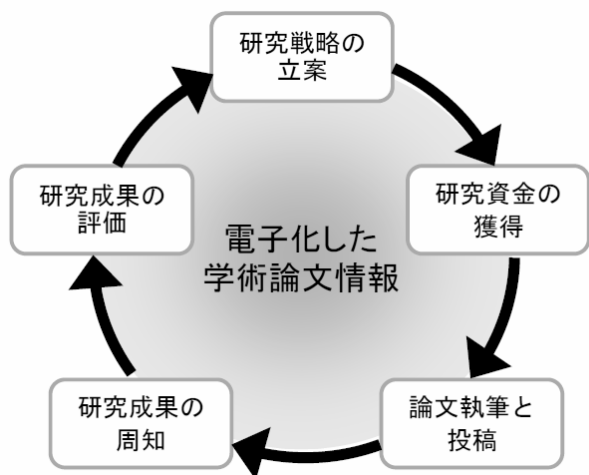 研究戦略の
立案
研究資金の
獲得
論文執筆と
投稿
研究成果の
周知
研究成果の
評価
電子化した
学術論文情報